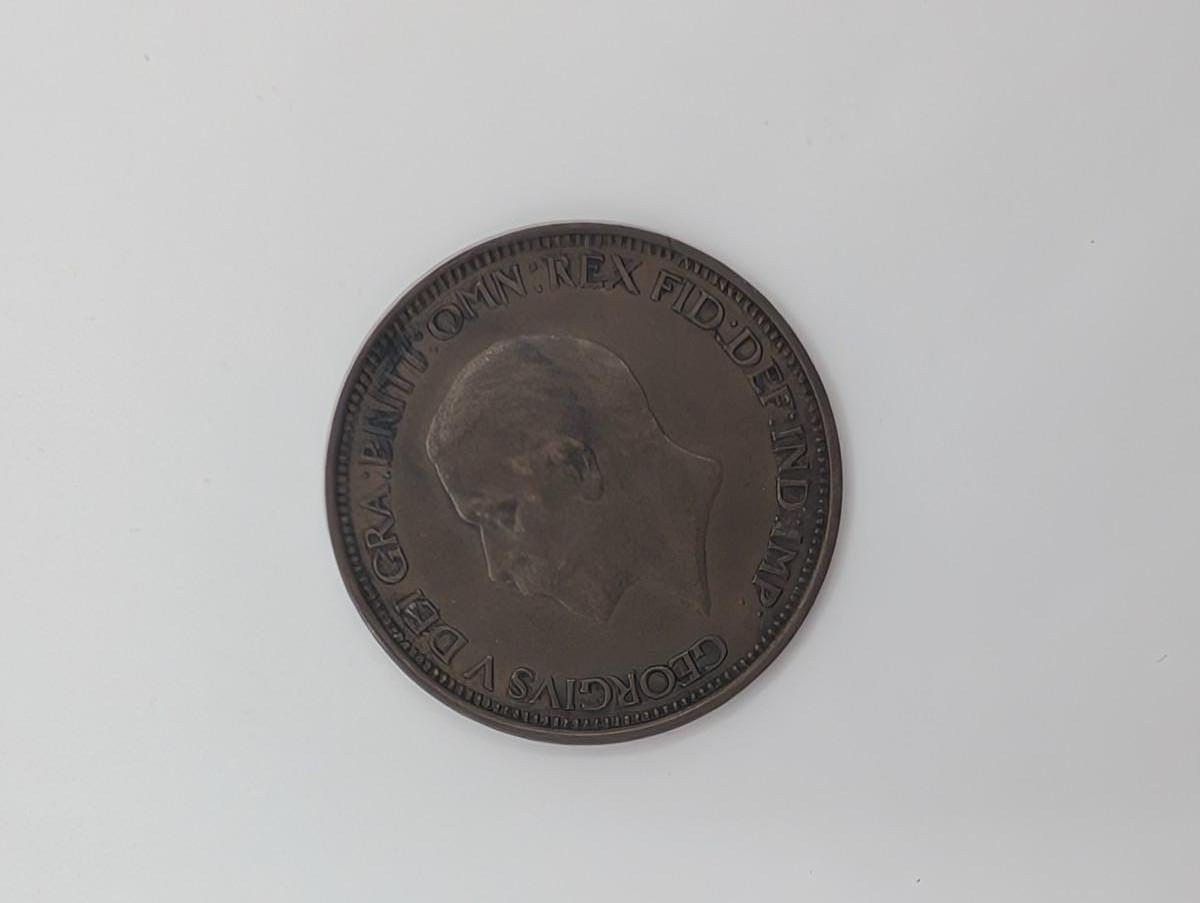 GEORGIVS V DEI GRA: BRITT: OMN: REX FID: DEF: IND: IMP: